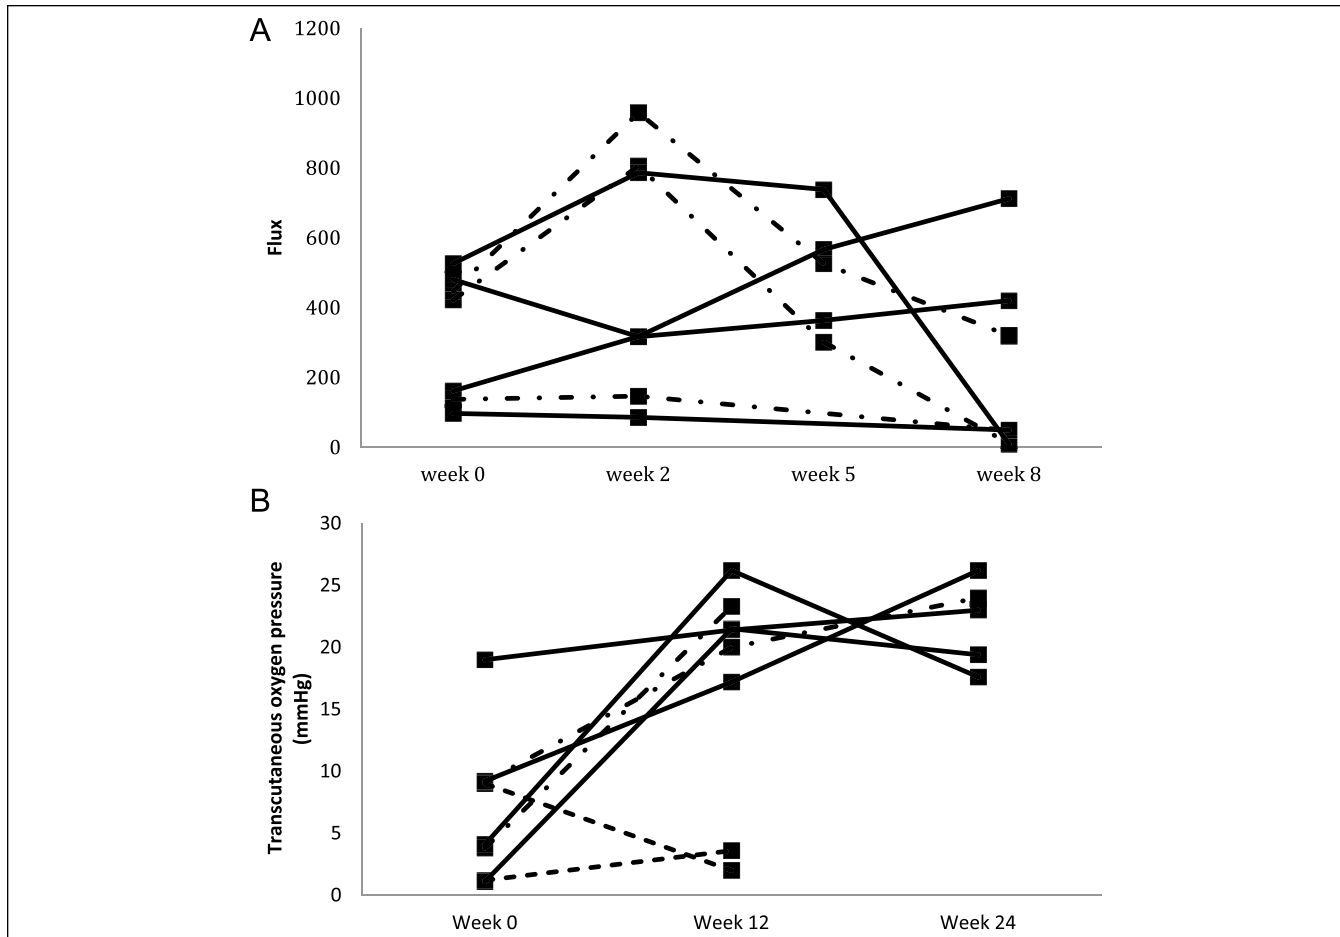 A
1200
1000
800
600
400
200
0
Flux
week 0 week 2 week 5 week 8
B
30
25
20
15
10
5
0
Transcutaneous oxygen pressure
(mmHg)
Week 0 Week 12 Week 24